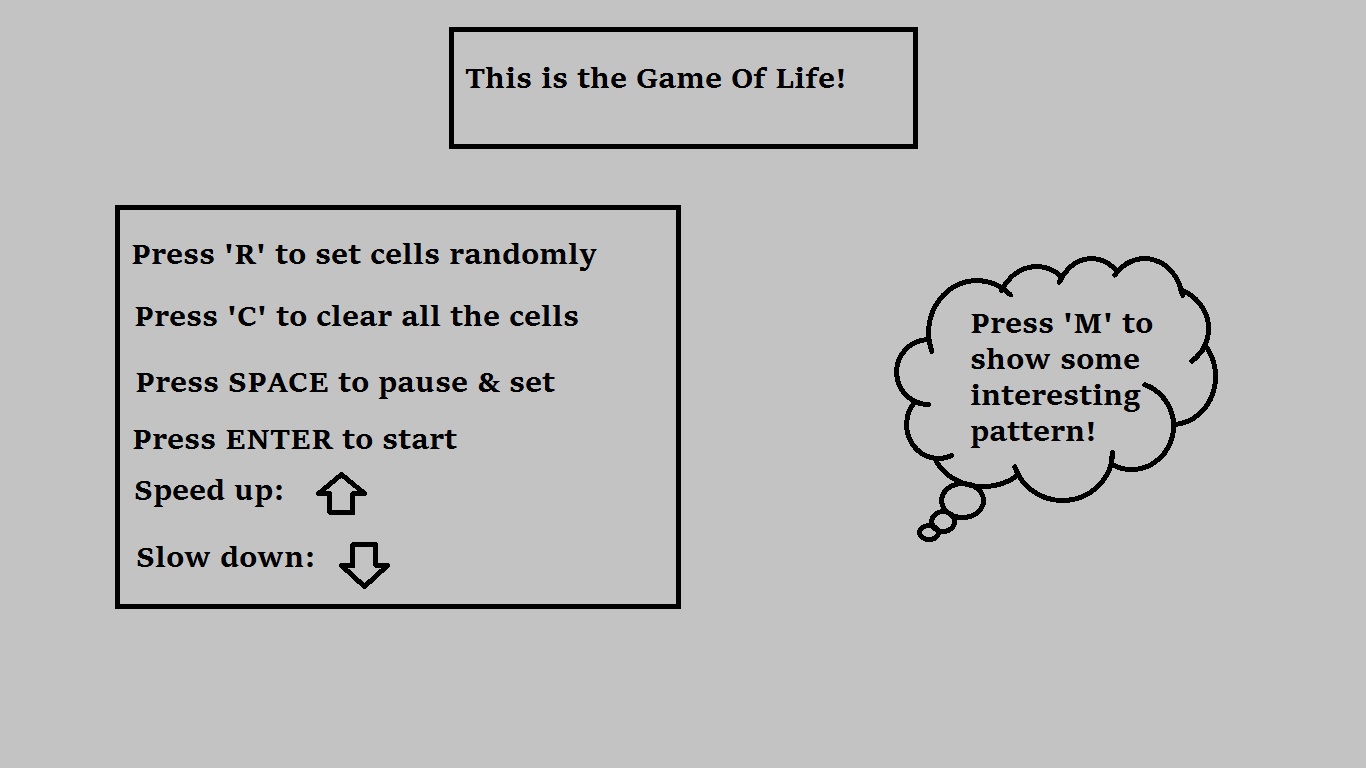 This is the Game Of Life!
Press 'R' to set cells randomly
Press 'C' to clear all the cells
Press SPACE to pause & set
Press ENTER to start
Speed up:
Slow down:
Press 'M' to
show some
interesting
pattern!